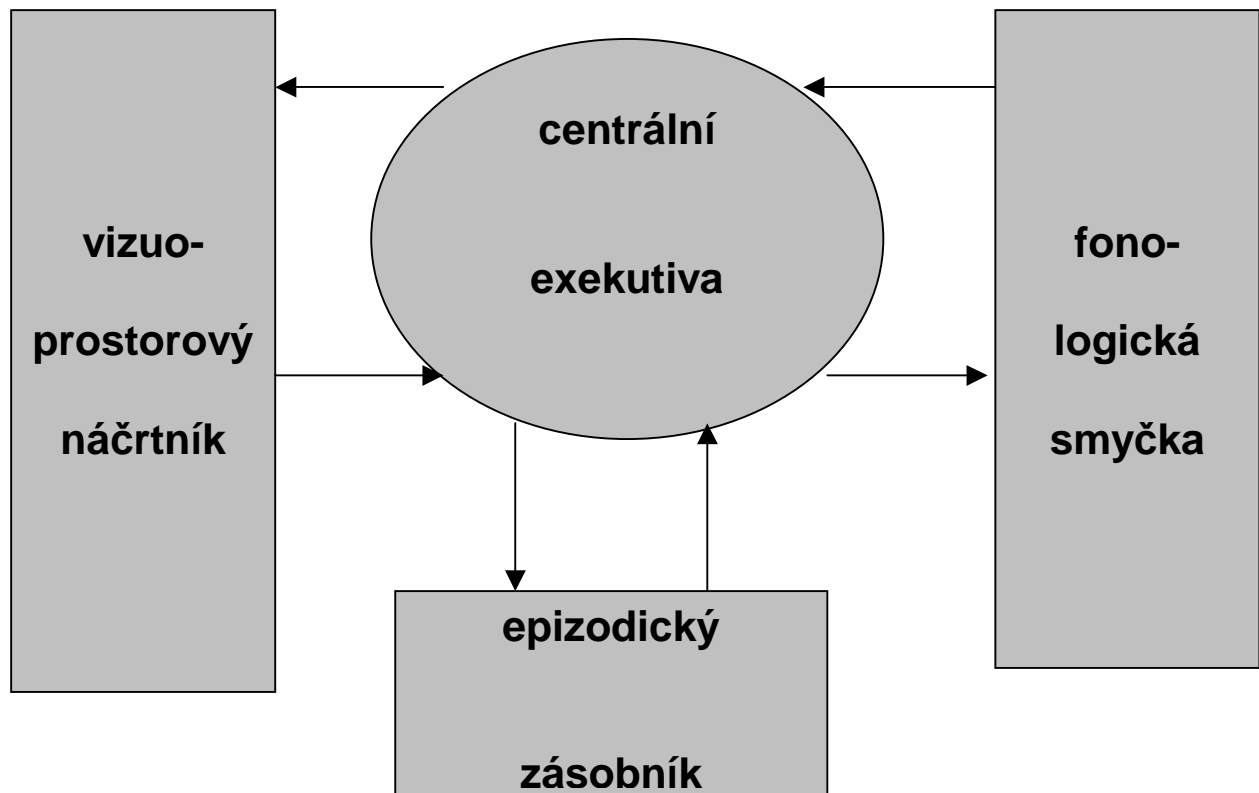 vizuo-
prostorový
náčrtník
centrální
exekutiva
fono-
logická
smyčka
epizodický
zásobník